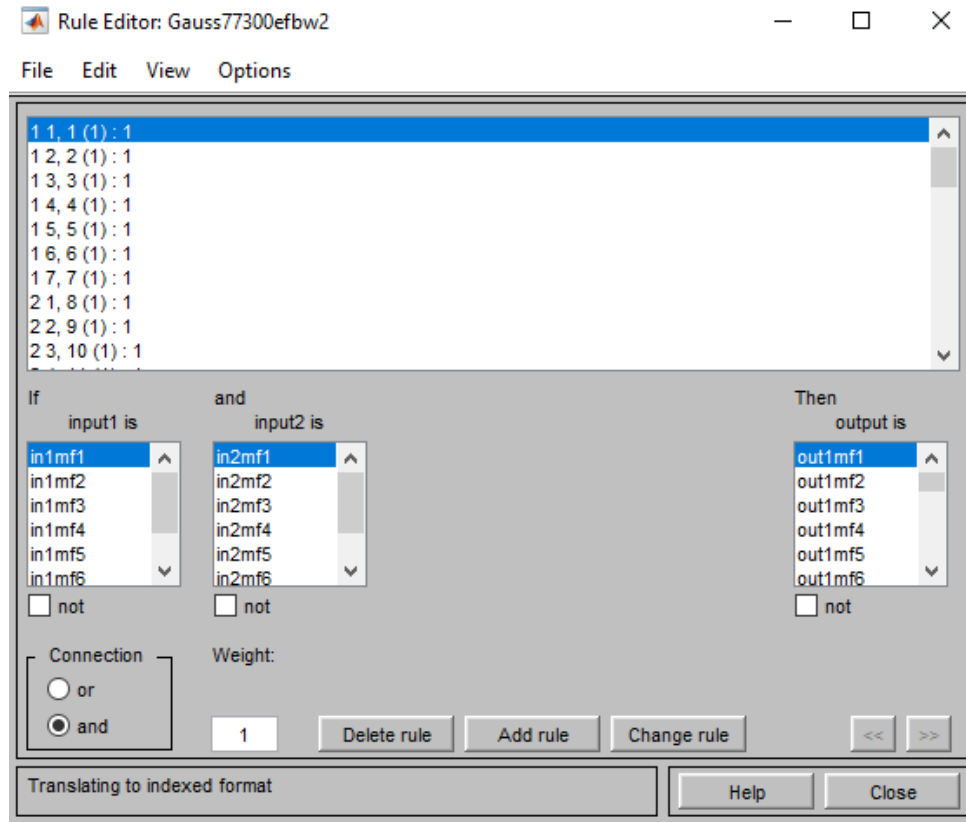 Rule Editor: Gauss77300efbw2
File Edit View Options
1 1, 1 (1) : 1
1 2, 2 (1) : 1
1 3, 3 (1) : 1
1 4, 4 (1) : 1
1 5, 5 (1) : 1
1 6, 6 (1) : 1
1 7, 7 (1) : 1
2 1, 8 (1) : 1
2 2, 9 (1) : 1
2 3, 10 (1) : 1
If and Then
input1 is input2 is output is
in1mf1 in2mf1 out1mf1
in1mf2 in2mf2 out1mf2
in1mf3 in2mf3 out1mf3
in1mf4 in2mf4 out1mf4
in1mf5 in2mf5 out1mf5
in1mf6 in2mf6 out1mf6
not not not
Connection Weight:
or
and 1 Delete rule Add rule Change rule << >>
Translating to indexed format Help Close